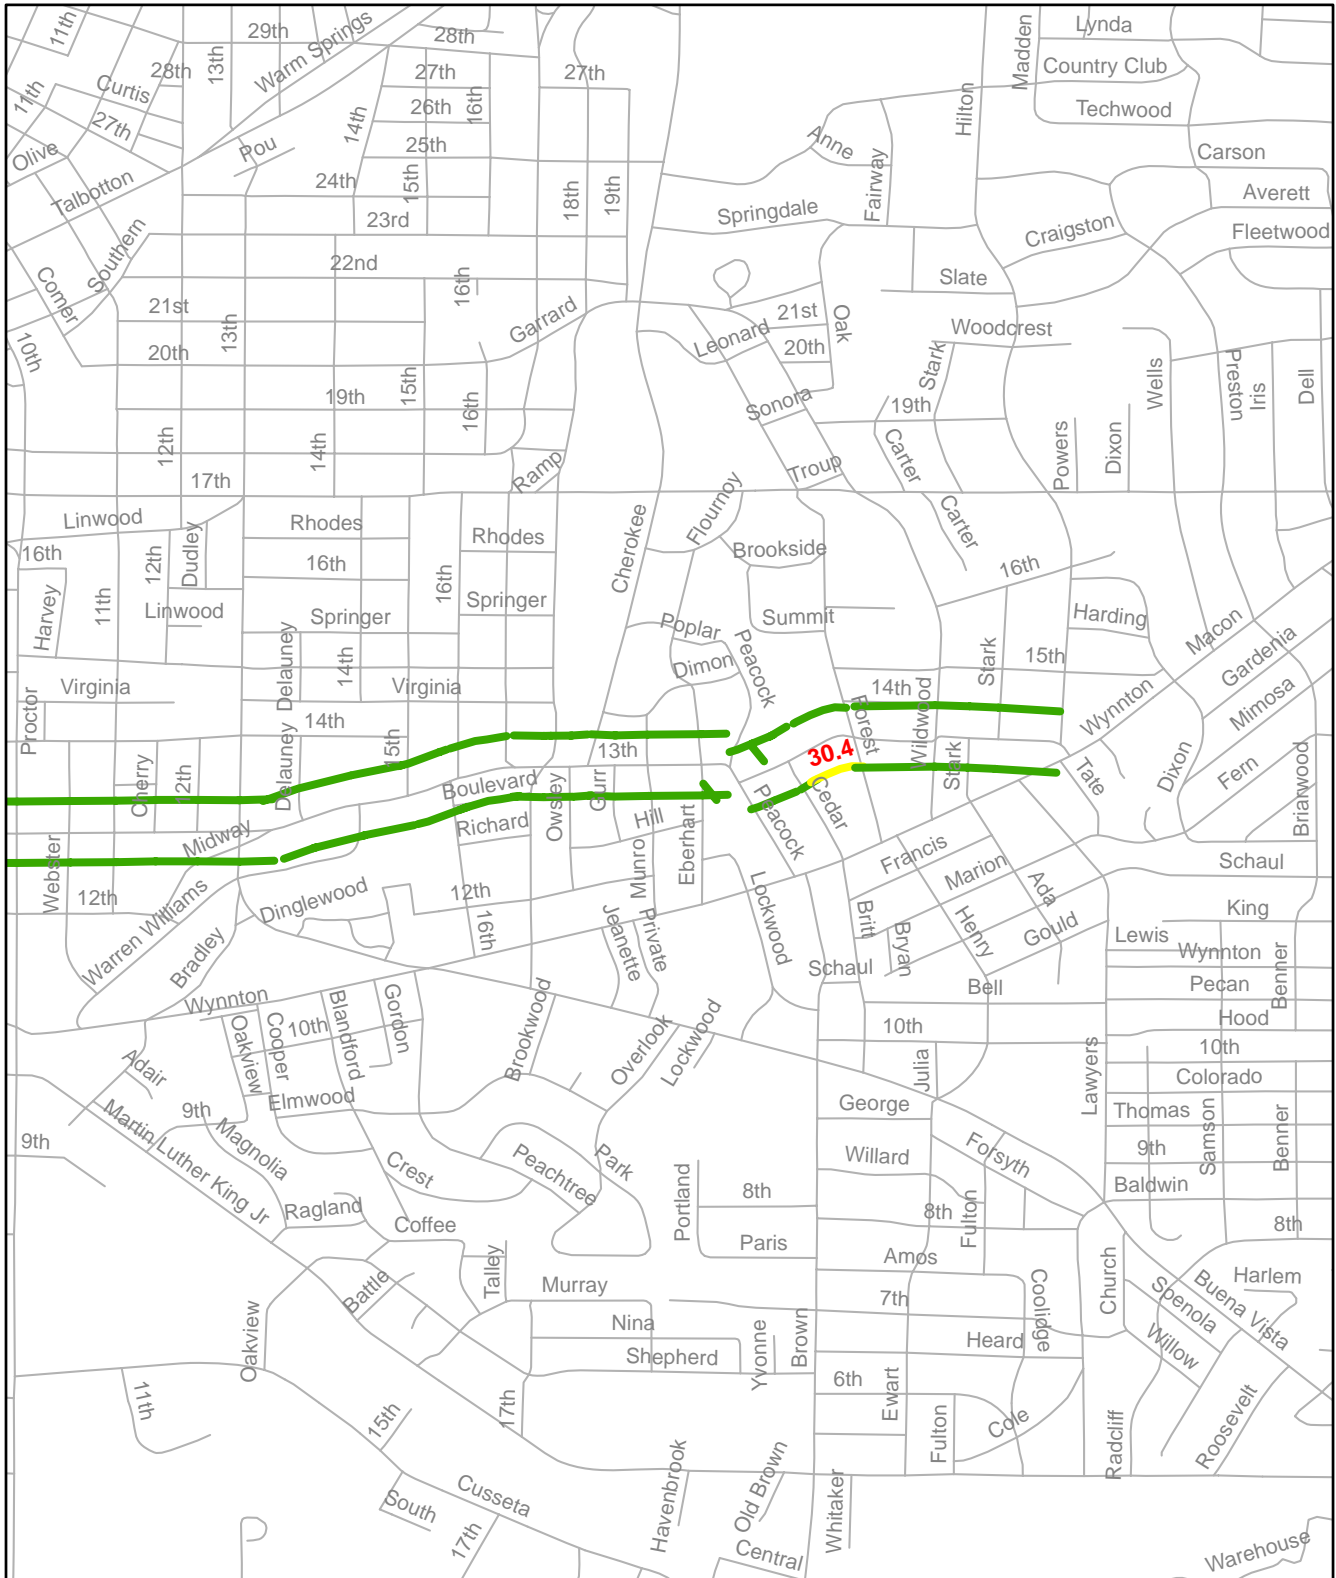 11th
29th
Warm Springs
28th
Madden
Lynda
28th
13th
27th
27th
Country Club
11th
Curtis
16th
26th
Hilton
Techwood
27th
14th
25th
Anne
Olive
Pou
Carson
Talbotton
24th
15th
18th
19th
Fairway
Averett
23rd
Springdale
Craigston
Fleetwood
Southern
22nd
Comer
16th
Slate
21st
13th
Garrard
21st
Oak
Woodcrest
10th
20th
Leonard
20th
Stark
Wells
Preston
Iris
Dell
15th
19th
16th
Sonora
19th
12th
14th
Carter
Powers
Dixon
17th
Ramp
Troup
Linwood
Rhodes
Rhodes
Flournoy
Carter
16th
12th
Dudley
16th
16th
Cherokee
Brookside
16th
Harvey
11th
Linwood
Springer
Springer
Summit
Harding
Macon
Poplar
Peacock
Gardenia
Delauney
14th
Dimon
Stark
15th
Virginia
Virginia
14th
Wildwood
Mimosa
Proctor
14th
Forest
Wynnton
15th
13th
30.4
Stark
Cherry
12th
Delauney
Boulevard
Owsley
Gurr
Peacock
Cedar
Tate
Dixon
Fern
Briarwood
Midway
Richard
Hill
Webster
Munro
Eberhart
Francis
Schaul
Marion
12th
Warren Williams
Dinglewood
12th
Lockwood
Ada
16th
Jeanette
Private
Britt
Bryan
Henry
Gould
King
Lewis
Bradley
Schaul
Wynnton
Benner
Wynnton
Bell
Pecan
Blandford
Gordon
Brookwood
Overlook
Lockwood
Oakview
Cooper
10th
10th
Hood
Adair
Julia
Lawyers
10th
Elmwood
Colorado
9th
George
Thomas
Martin Luther King Jr
Magnolia
Samson
Benner
9th
Crest
Peachtree
Park
Willard
Forsyth
9th
Portland
8th
Baldwin
Ragland
Coffee
8th
Fulton
8th
Paris
Amos
Talley
Battle
Murray
Church
Harlem
7th
Coolidge
Spenola
Buena Vista
Oakview
Nina
Yvonne
Brown
Heard
Shepherd
Willow
6th
Ewart
11th
15th
17th
Fulton
Cole
Radcliff
Roosevelt
South
Cusseta
Havenbrook
Old Brown
Whitaker
17th
Central
Warehouse